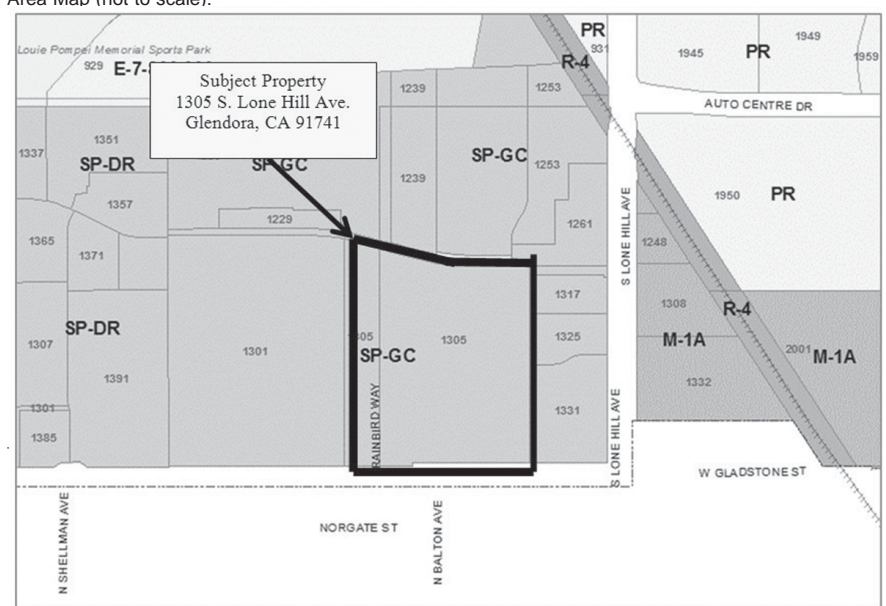 Area Map (not to scale):
Louie Pompei Memorial Sports Park
929
PR
931
R-4
1945
1949
PR
1959
Subject Property
1305 S. Lone Hill Ave.
Glendora, CA 91741
1239
1253
AUTO CENTRE DR
1337
1351
SP-DR
SP-GC
1239
SP-GC
1253
1357
1229
1261
1950
PR
1365
1371
1248
S LONE HILL AVE
1317
1308
R-4
SP-DR
1307
1301
1305
SP-GC
1325
M-1A
2001
M-1A
1391
1332
1301
1385
RAINBIRD WAY
1331
S LONE HILL AVE
W GLADSTONE ST
N SHELLMAN AVE
NORGATE ST
N BALTON AVE